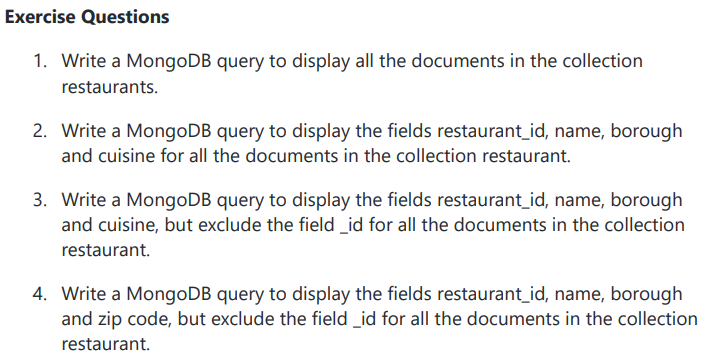 Exercise Questions
1. Write a MongoDB query to display all the documents in the collection
restaurants.
2. Write a MongoDB query to display the fields restaurant_id, name, borough
and cuisine for all the documents in the collection restaurant.
3. Write a MongoDB query to display the fields restaurant_id, name, borough
and cuisine, but exclude the field _id for all the documents in the collection
restaurant.
4. Write a MongoDB query to display the fields restaurant_id, name, borough
and zip code, but exclude the field _id for all the documents in the collection
restaurant.